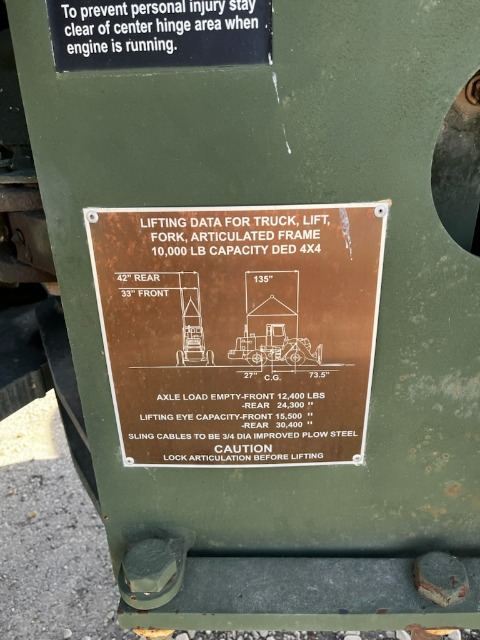 To prevent personal injury stay
clear of center hinge area when
engine is running.
LIFTING DATA FOR TRUCK, LIFT,
FORK, ARTICULATED FRAME
10,000 LB CAPACITY DED 4X4
42" REAR
135"
33" FRONT
27" C.G. 73.5"
AXLE LOAD EMPTY-FRONT 12,400 LBS
-REAR 24,300 "
LIFTING EYE CAPACITY-FRONT 15,500 "
-REAR 30,400 "
SLING CABLES TO BE 3/4 DIA IMPROVED PLOW STEEL
CAUTION
LOCK ARTICULATION BEFORE LIFTING